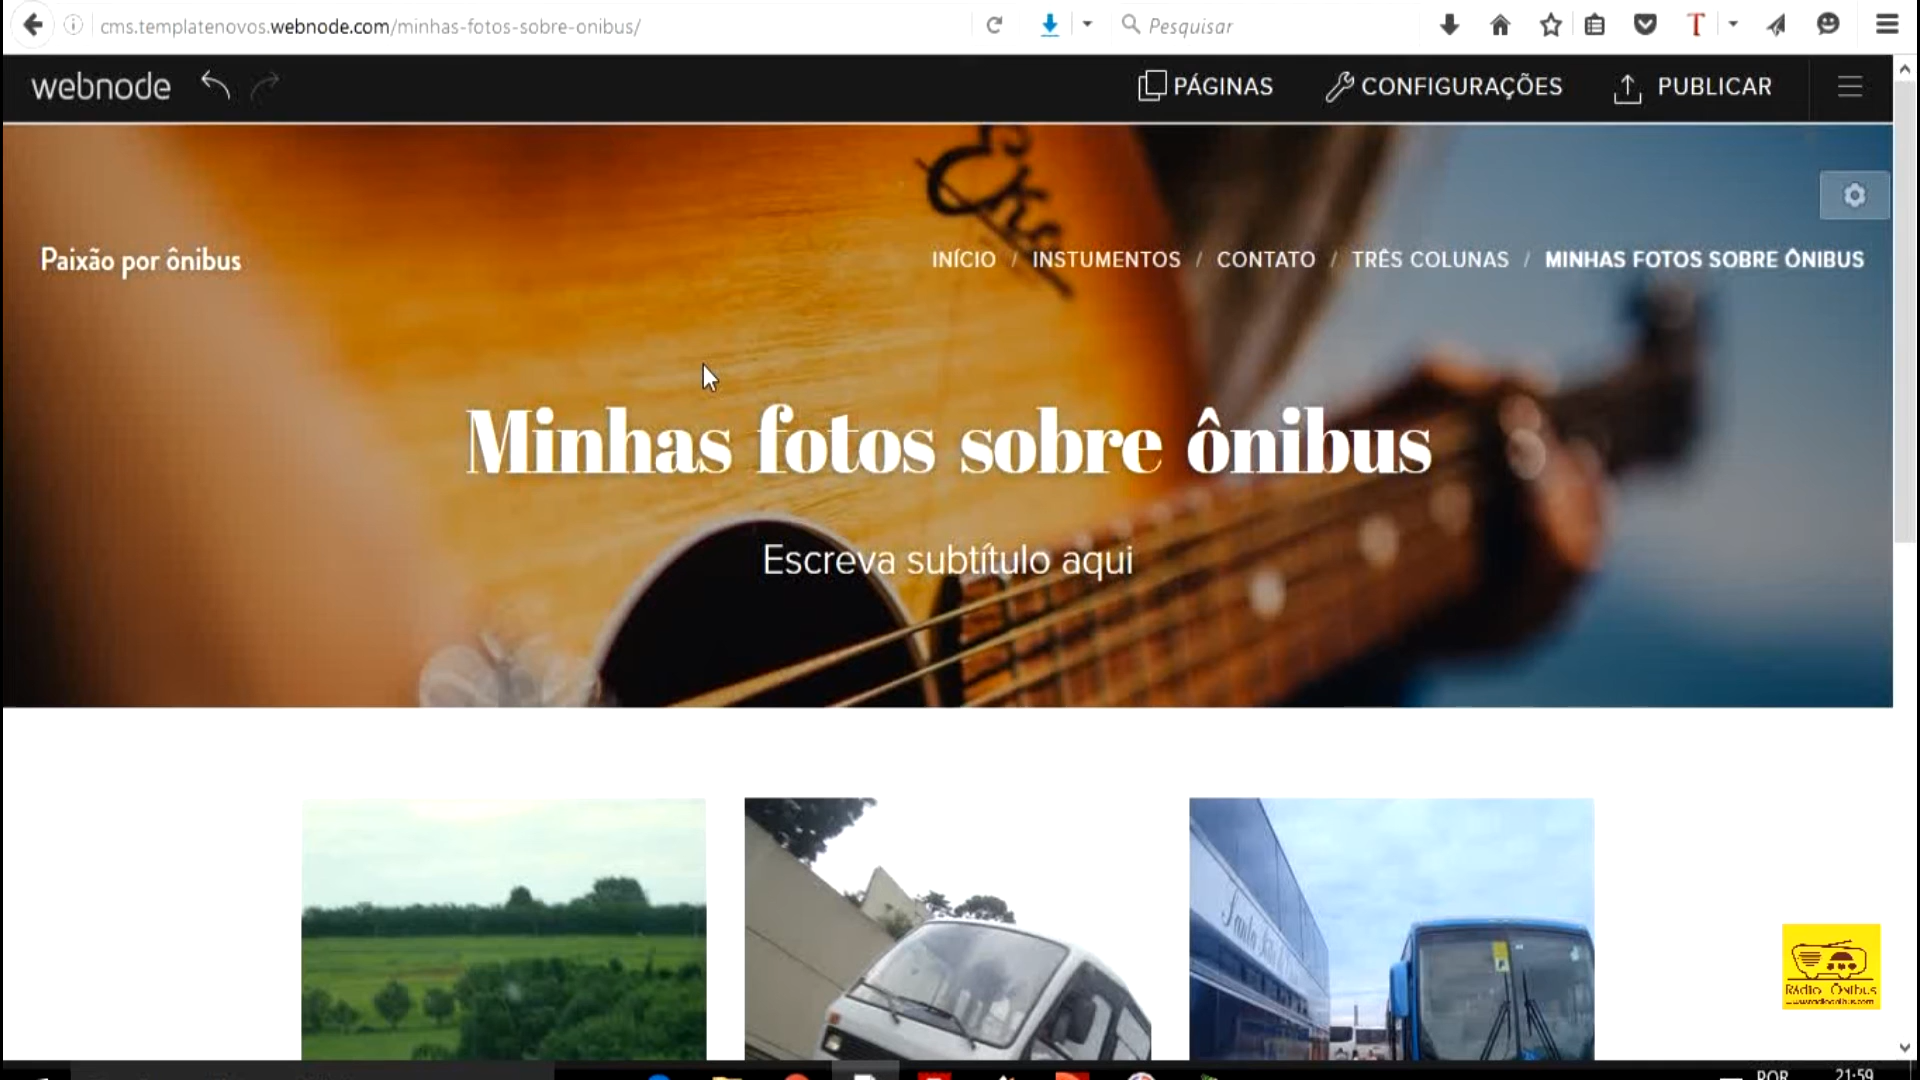 cms.templatenovos.webnode.com/minhas-fotos-sobre-onibus/
Pesquisar
webnode
PÁGINAS
CONFIGURAÇÕES
PUBLICAR
Paixão por ônibus
INÍCIO / INSTUMENTOS / CONTATO / TRÊS COLUNAS / MINHAS FOTOS SOBRE ÔNIBUS
Minhas fotos sobre ônibus
Escreva subtítulo aqui
Rádio Ônibus
POR
21:59